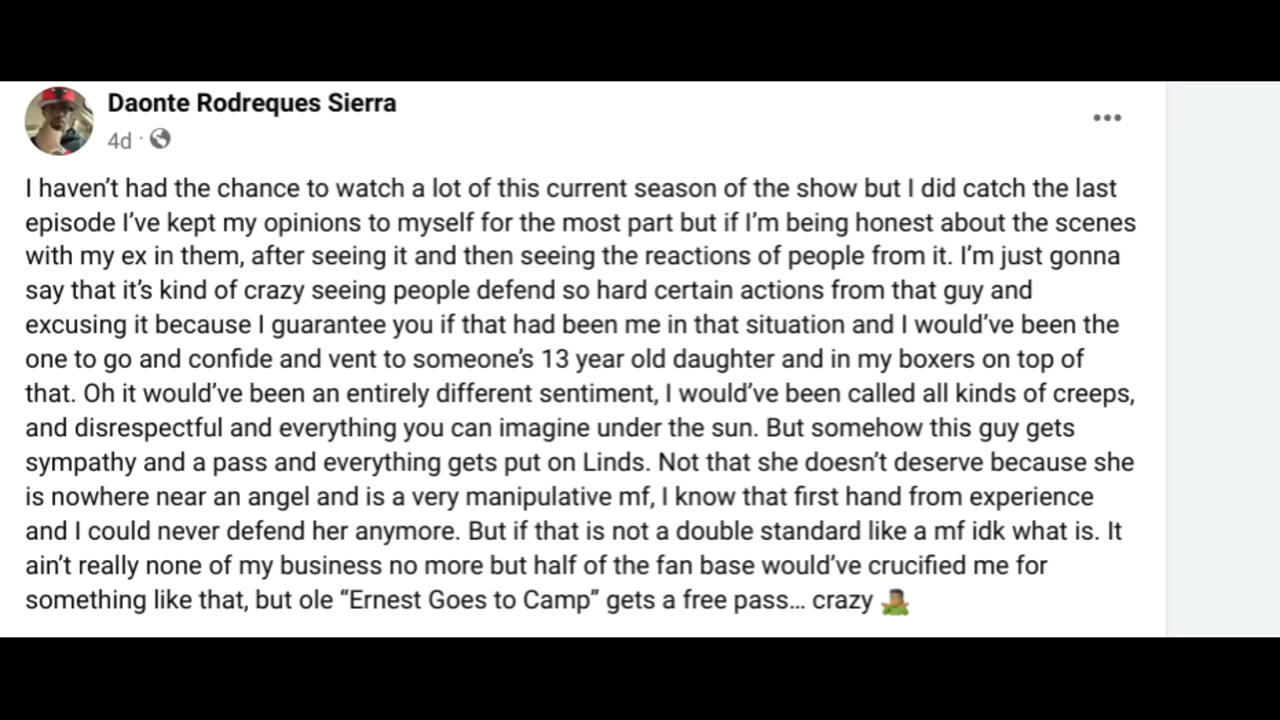 Daonte Rodreques Sierra
4d ·
I haven’t had the chance to watch a lot of this current season of the show but I did catch the last
episode I’ve kept my opinions to myself for the most part but if I’m being honest about the scenes
with my ex in them, after seeing it and then seeing the reactions of people from it. I’m just gonna
say that it’s kind of crazy seeing people defend so hard certain actions from that guy and
excusing it because I guarantee you if that had been me in that situation and I would’ve been the
one to go and confide and vent to someone’s 13 year old daughter and in my boxers on top of
that. Oh it would’ve been an entirely different sentiment, I would’ve been called all kinds of creeps,
and disrespectful and everything you can imagine under the sun. But somehow this guy gets
sympathy and a pass and everything gets put on Linds. Not that she doesn’t deserve because she
is nowhere near an angel and is a very manipulative mf, I know that first hand from experience
and I could never defend her anymore. But if that is not a double standard like a mf idk what is. It
ain’t really none of my business no more but half of the fan base would’ve crucified me for
something like that, but ole “Ernest Goes to Camp” gets a free pass… crazy 🤷🏽‍♂️